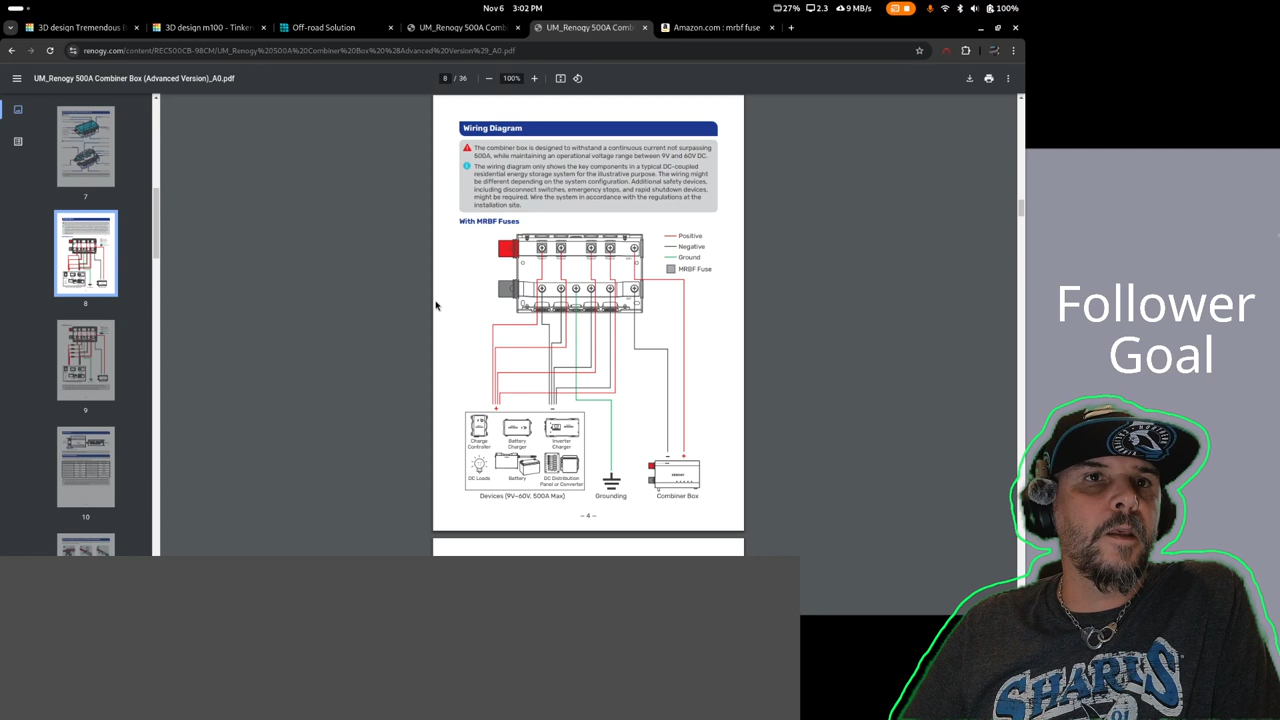 Nov 6 3:02 PM
27% 2.3 9 MB/s 100%
3D design Tremendous B
3D design m100 - Tinker
Off-road Solution
UM_Renogy 500A Comb
UM_Renogy 500A Comb
Amazon.com : mrbf fuse
renogy.com/content/REC500CB-98CM/UM_Renogy%20500A%20Combiner%20Box%20%28Advanced%20Version%29_A0.pdf
UM_Renogy 500A Combiner Box (Advanced Version)_A0.pdf
8 / 36
100%
7
8
9
10
Wiring Diagram
The combiner box is designed to withstand a continuous current not surpassing
500A, while maintaining an operational voltage range between 9V and 60V DC.
The wiring diagram only shows the key components in a typical DC-coupled
residential energy storage system for the illustrative purpose. The wiring might
be different depending on the system configuration. Additional safety devices,
including disconnect switches, emergency stops, and rapid shutdown devices,
might be required. Wire the system in accordance with the regulations at the
installation site.
With MRBF Fuses
Positive
Negative
Ground
MRBF Fuse
+
–
–
+
Charge
Controller
Battery
Charger
Inverter
Charger
DC Loads
Battery
DC Distribution
Panel or Converter
Devices (9V~60V, 500A Max)
Grounding
RENOGY
Combiner Box
– 4 –
Follower
Goal
SHARKS